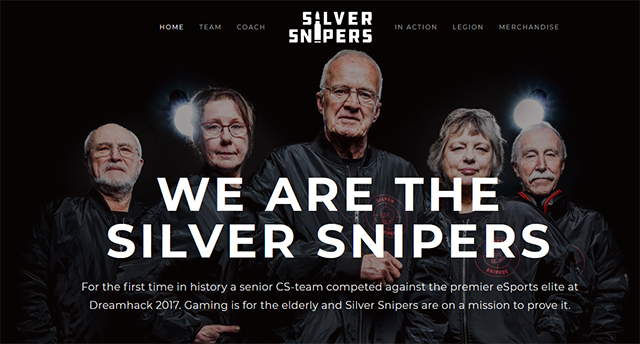 HOME TEAM COACH SILVER SNIPERS IN ACTION LEGION MERCHANDISE
WE ARE THE
SILVER SNIPERS
For the first time in history a senior CS-team competed against the premier eSports elite at
Dreamhack 2017. Gaming is for the elderly and Silver Snipers are on a mission to prove it.